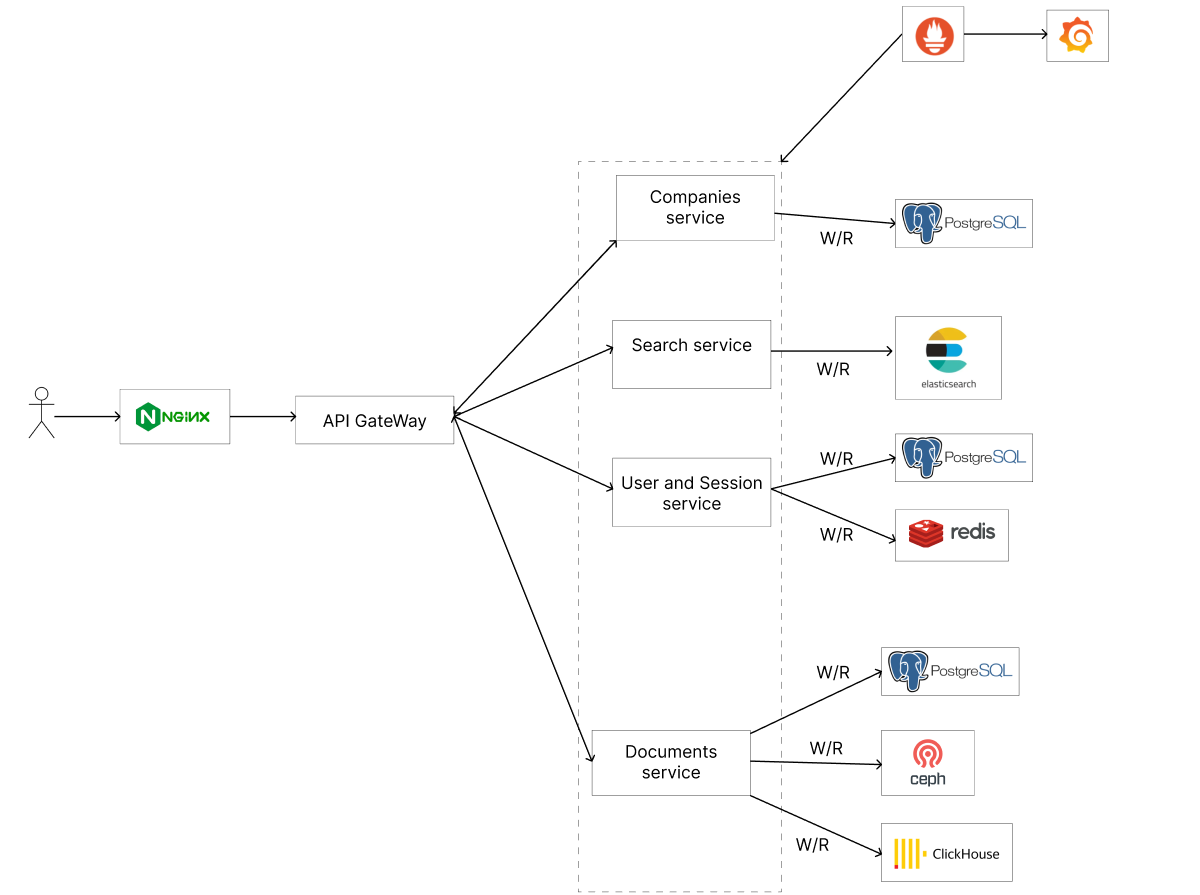 Companies
service
W/R
PostgreSQL
Search service
W/R
elasticsearch
NGINX
API GateWay
User and Session
service
W/R
PostgreSQL
W/R
redis
W/R
PostgreSQL
Documents
service
W/R
ceph
W/R
ClickHouse